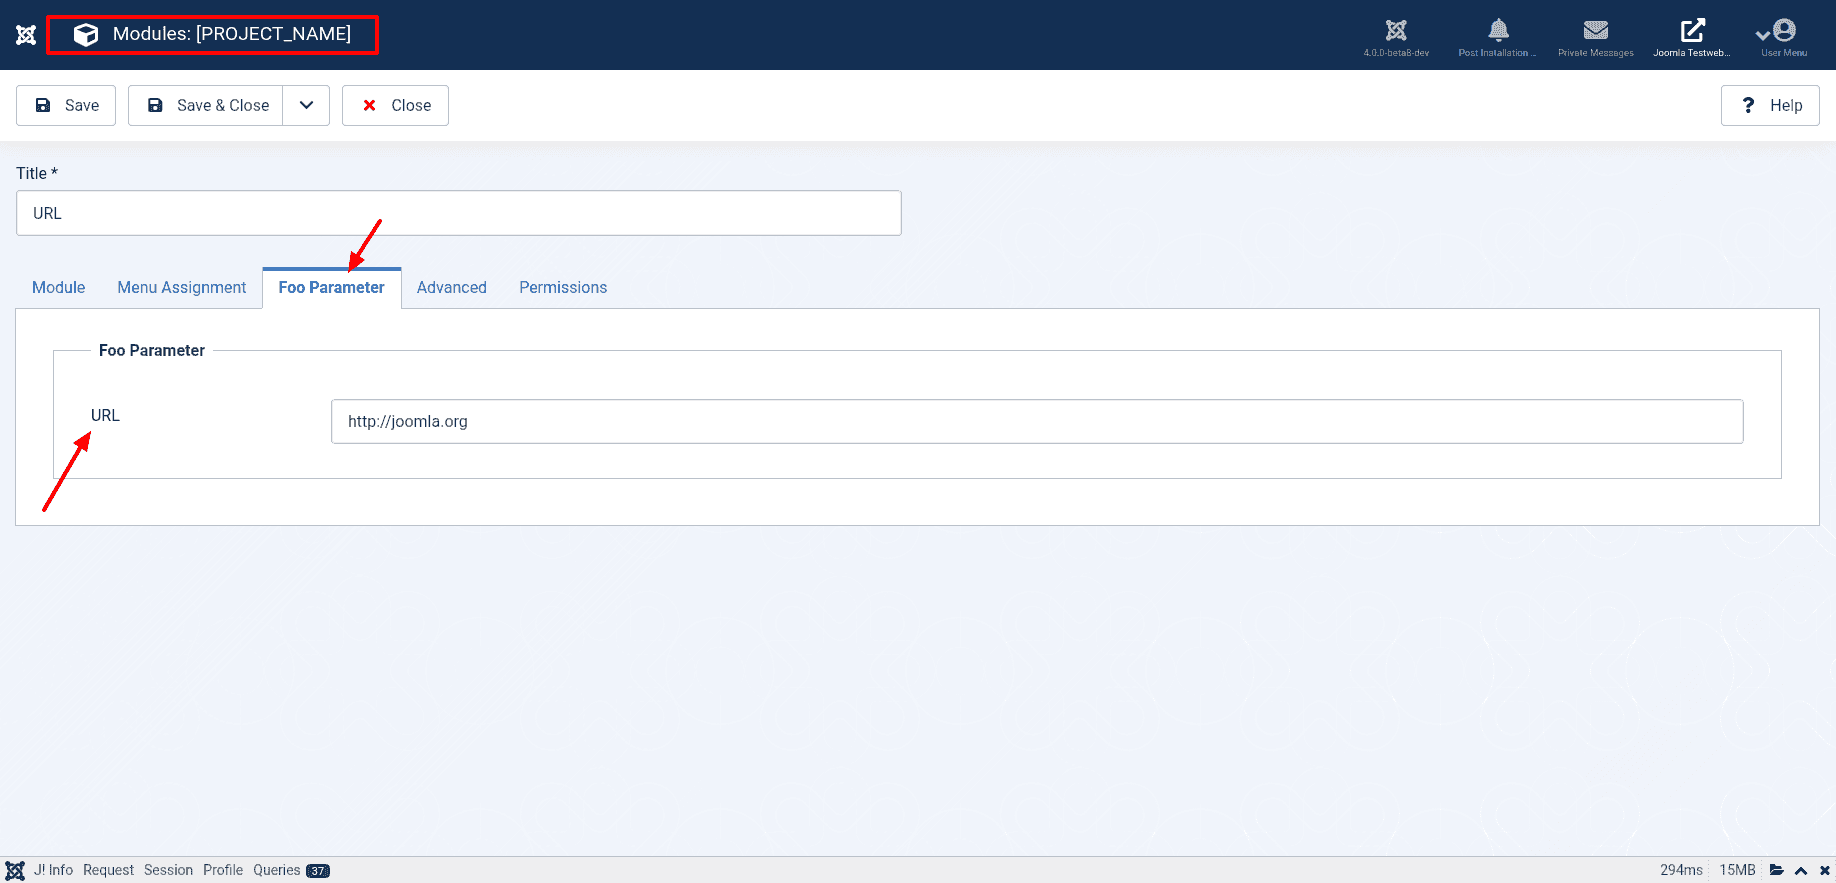 Modules: [PROJECT_NAME]
4.0.0-beta8-dev
Post Installation ...
Private Messages
Joomla Testweb...
User Menu
Save
Save & Close
Close
? Help
Title *
URL
Module
Menu Assignment
Foo Parameter
Advanced
Permissions
Foo Parameter
URL
http://joomla.org
J! Info Request Session Profile Queries 37
294ms 15MB